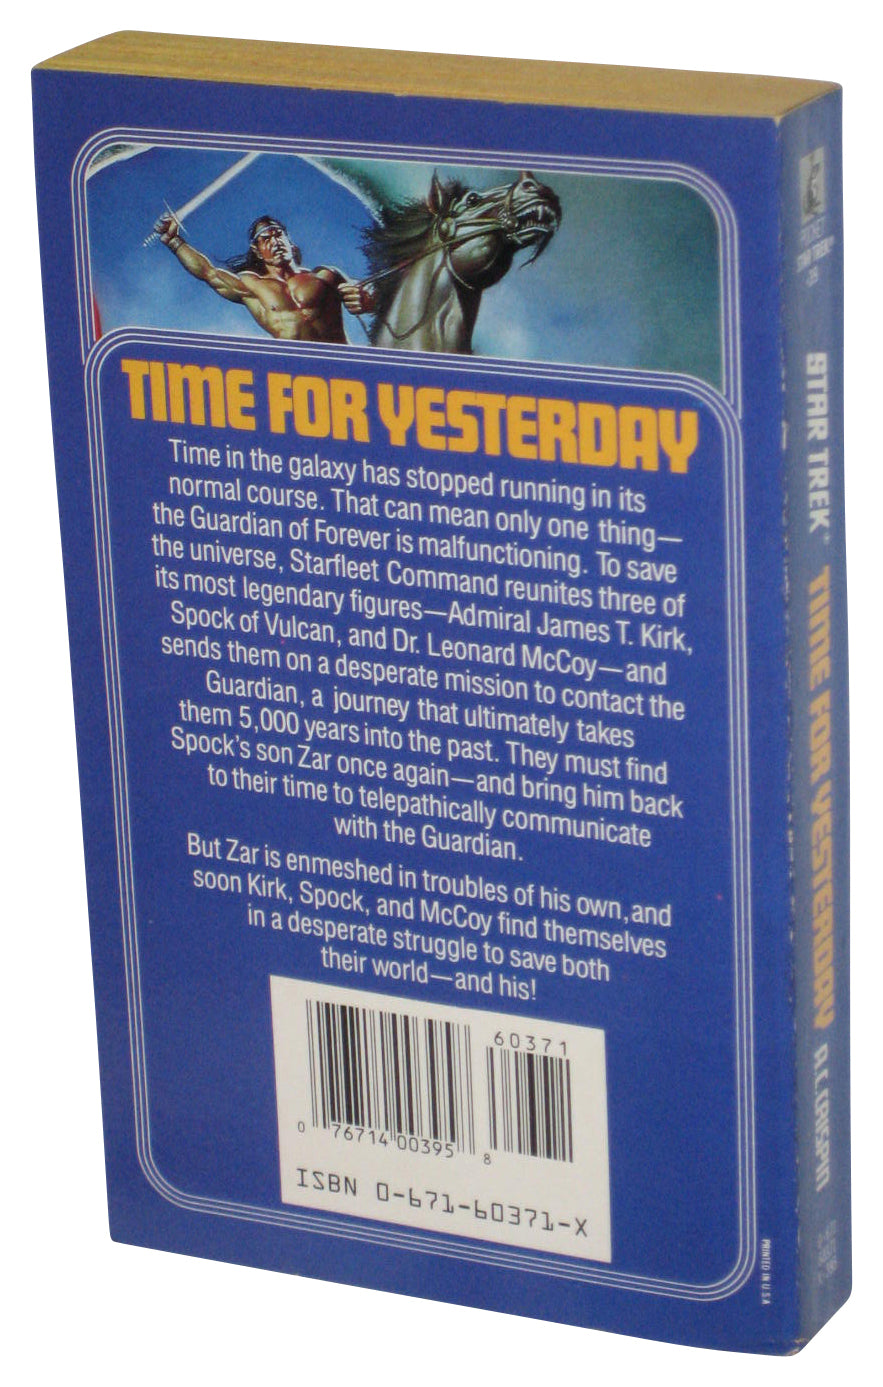 TIME FOR YESTERDAY
Time in the galaxy has stopped running in its
normal course. That can mean only one thing—
the Guardian of Forever is malfunctioning. To save
the universe, Starfleet Command reunites three of
its most legendary figures—Admiral James T. Kirk,
Spock of Vulcan, and Dr. Leonard McCoy—and
sends them on a desperate mission to contact the
Guardian, a journey that ultimately takes
them 5,000 years into the past. They must find
Spock's son Zar once again—and bring him back
to their time to telepathically communicate
with the Guardian.
But Zar is enmeshed in troubles of his own, and
soon Kirk, Spock, and McCoy find themselves
in a desperate struggle to save both
their world—and his!
60371
0 76714 00395 8
ISBN 0-671-60371-X
PRINTED IN U.S.A
POCKET
STAR TREK®
39
STAR TREK® TIME FOR YESTERDAY A.C. CRISPIN